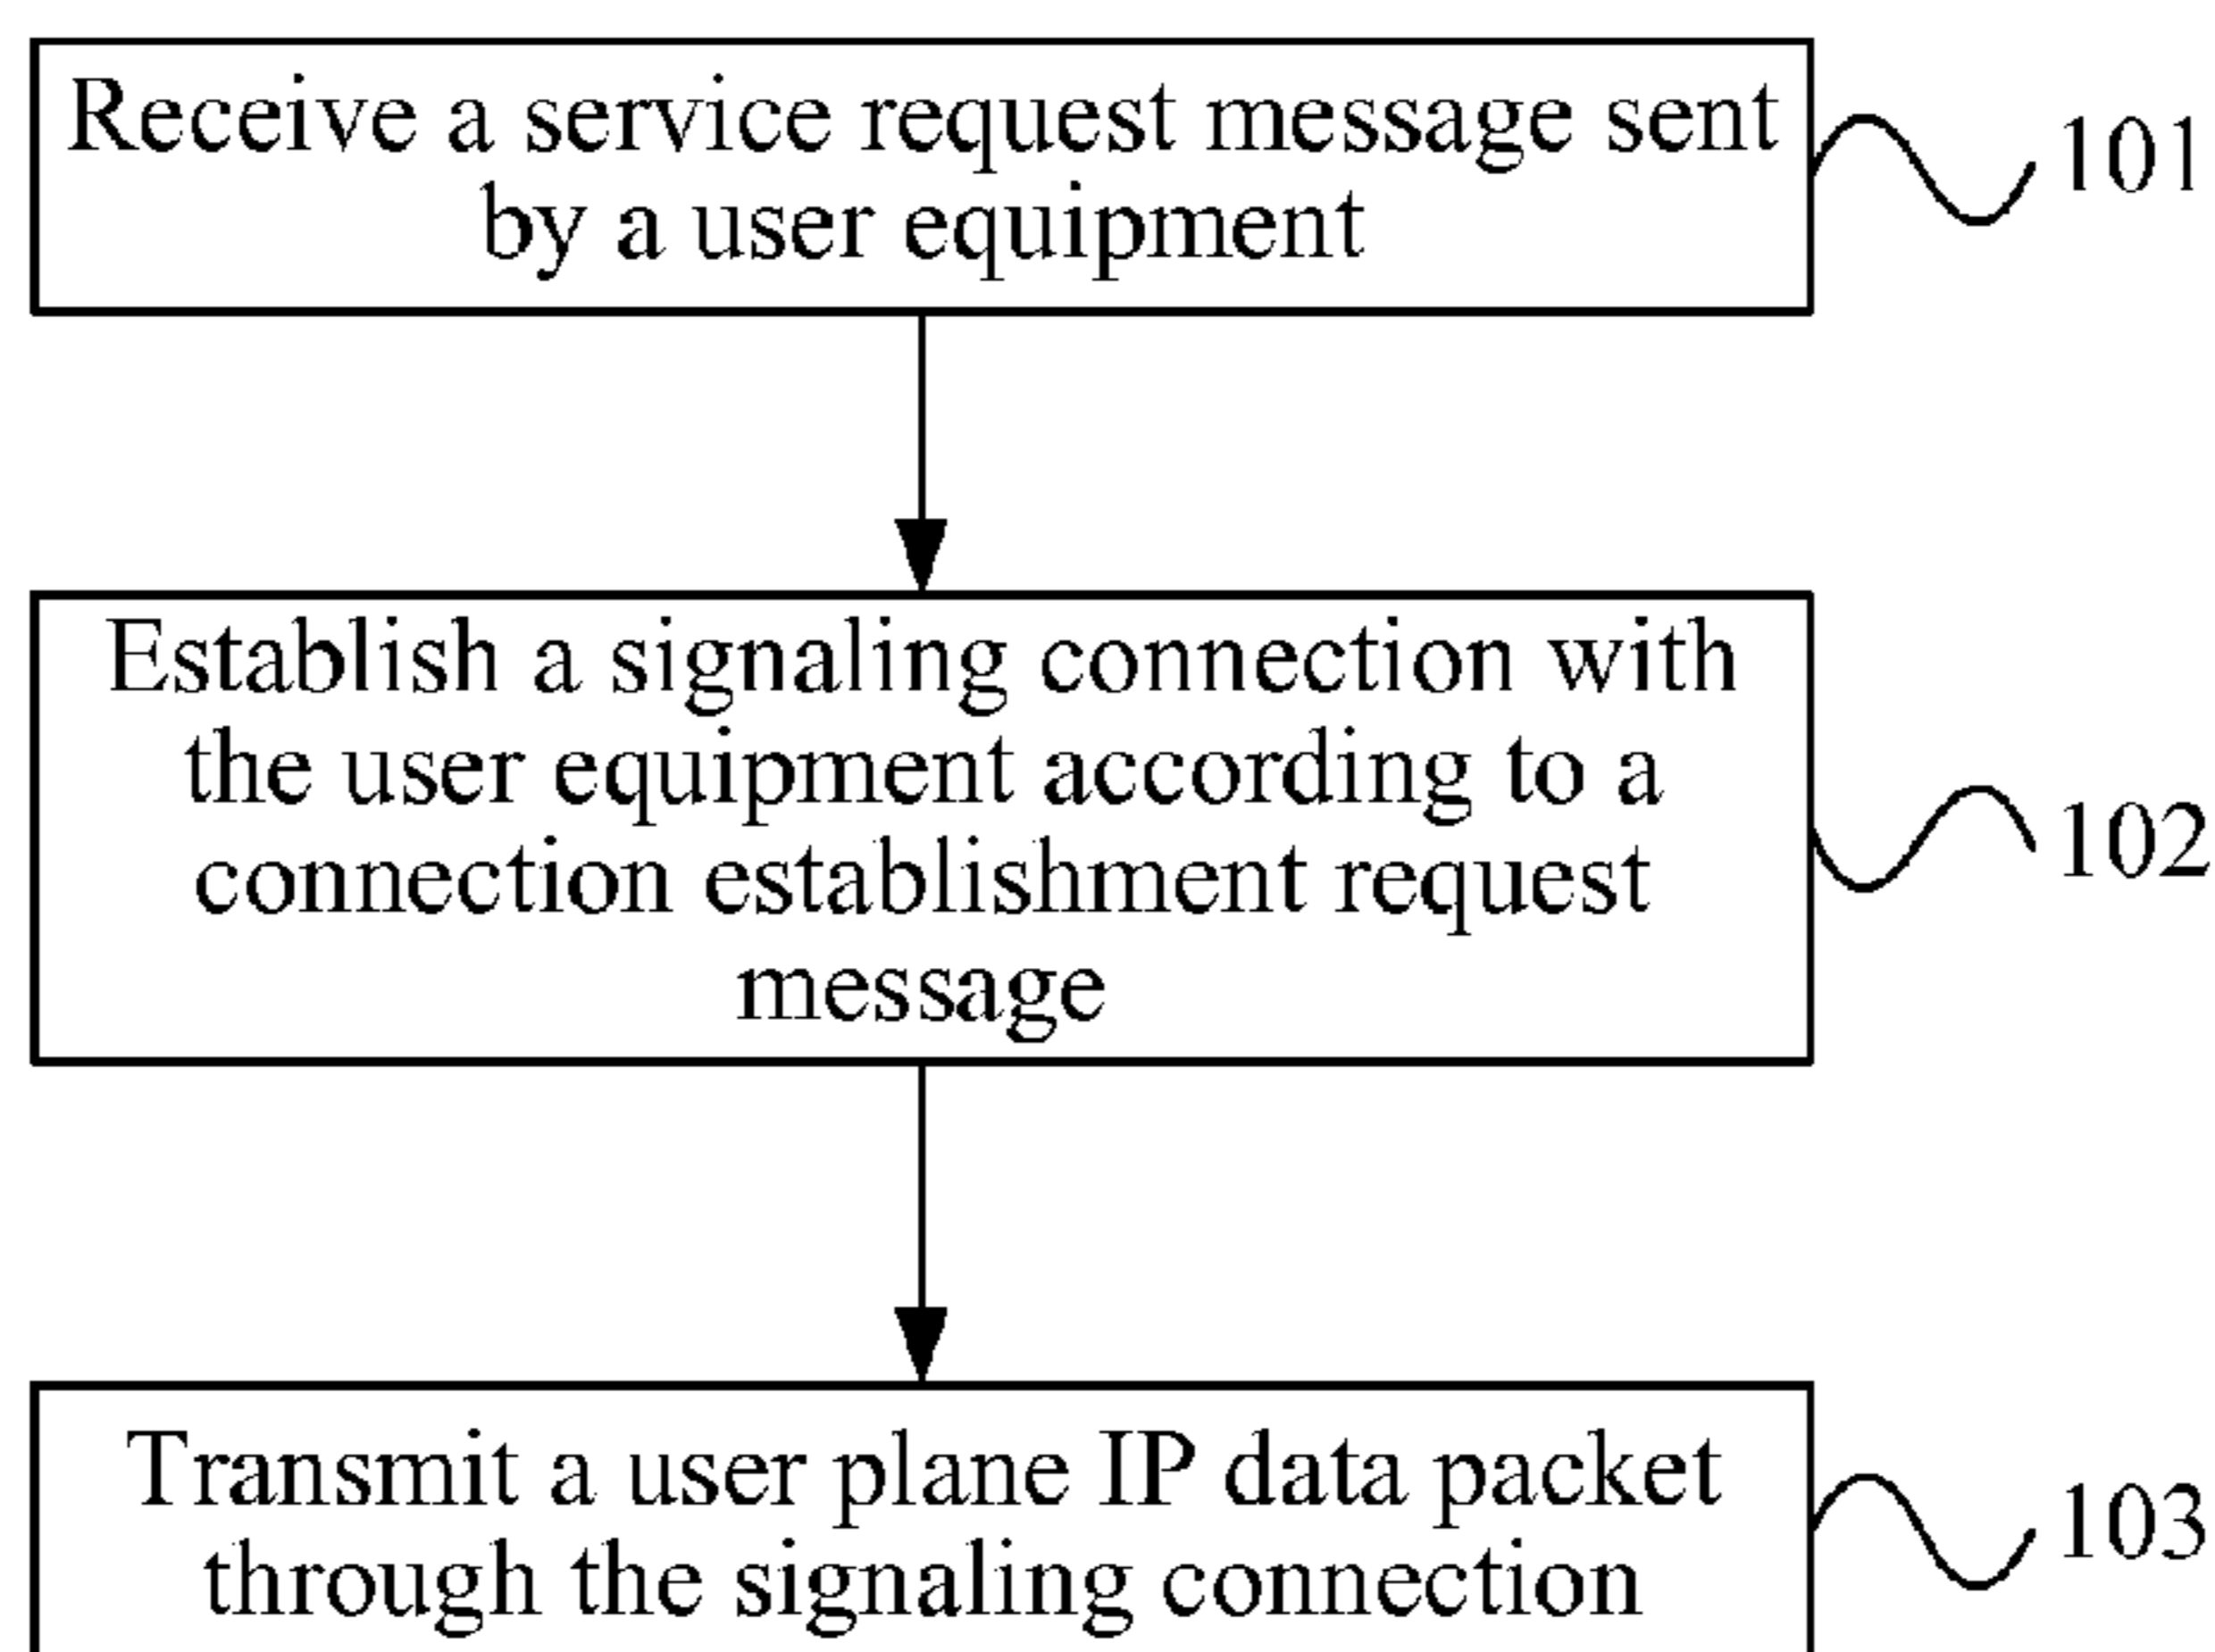 Receive a service request message sent
by a user equipment
101
Establish a signaling connection with
the user equipment according to a
connection establishment request
message
102
Transmit a user plane IP data packet
through the signaling connection
103